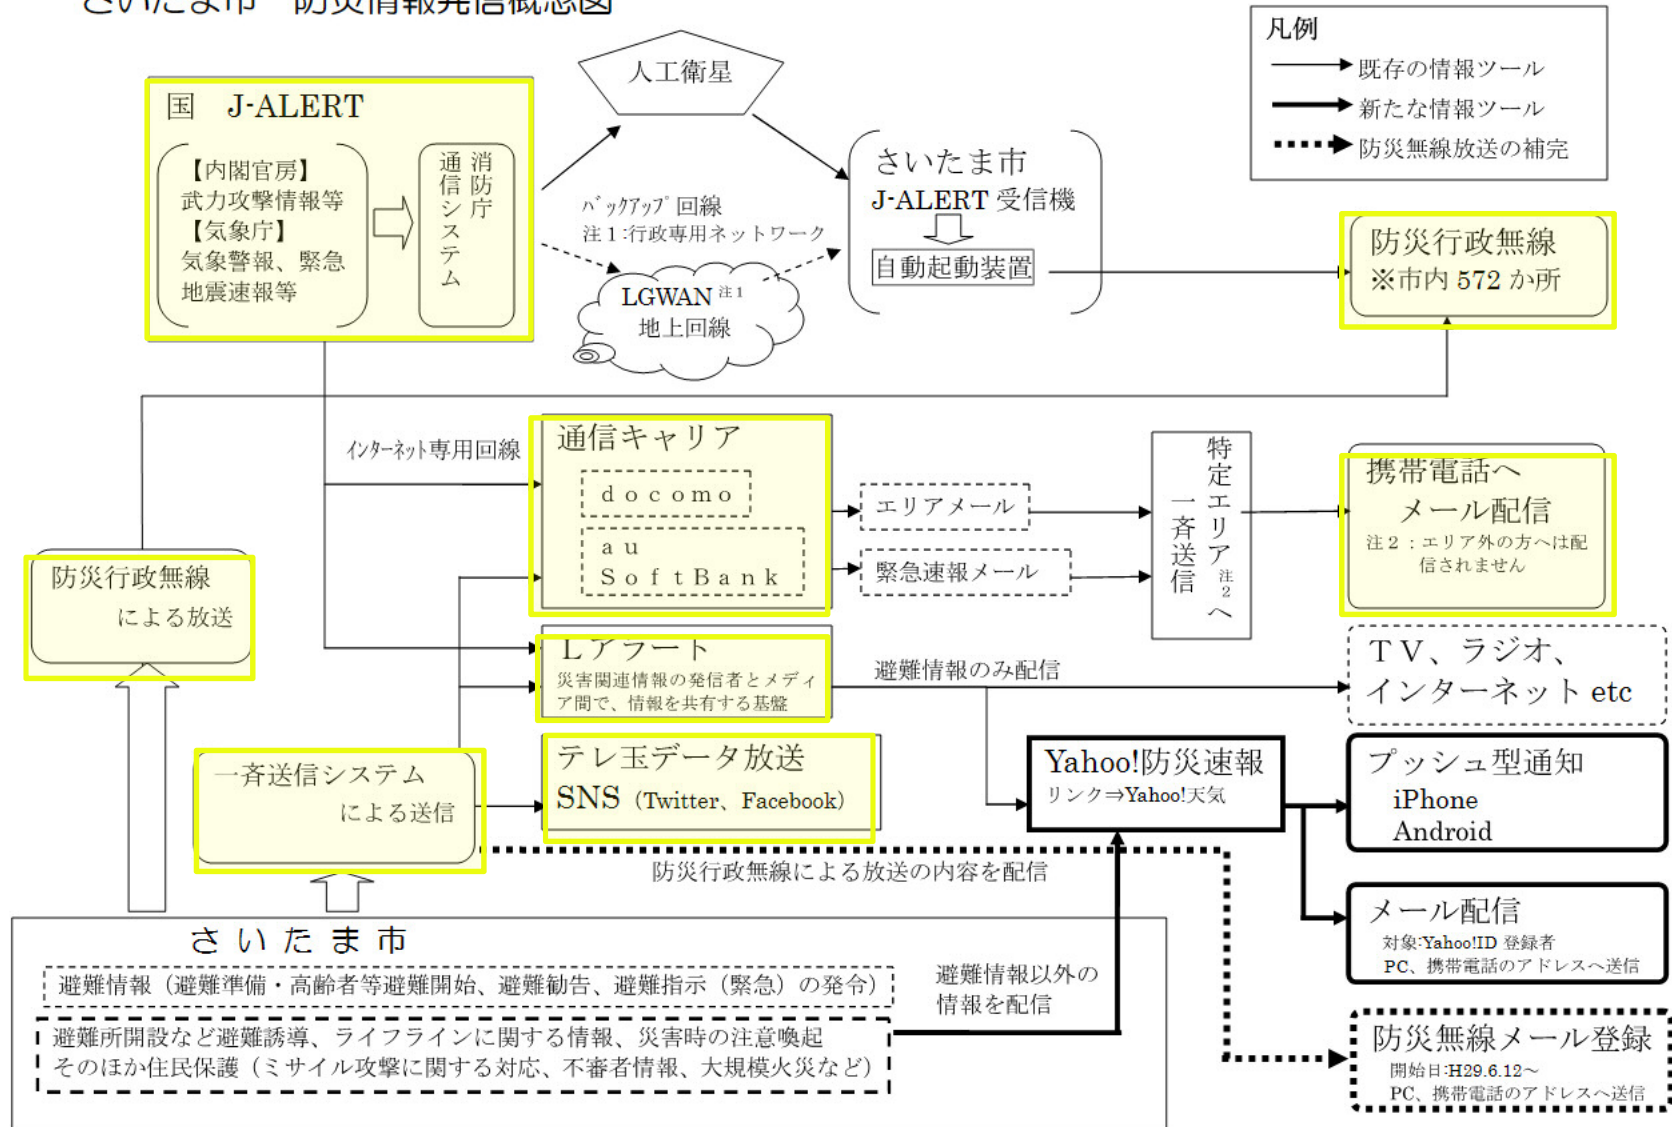 さいたま市 防災情報発信概念図
凡例
既存の情報ツール
新たな情報ツール
防災無線放送の補完
人工衛星
国 J-ALERT
【内閣官房】
武力攻撃情報等
【気象庁】
気象警報、緊急
地震速報等
消防庁
通信システム
バックアップ回線
注1:行政専用ネットワーク
LGWAN 注1
地上回線
さいたま市
J-ALERT 受信機
自動起動装置
防災行政無線
※市内 572 か所
インターネット専用回線
通信キャリア
docomo
au
SoftBank
エリアメール
緊急速報メール
特定エリア注2へ
一斉送信
携帯電話へ
メール配信
注2:エリア外の方へは配
信されません
防災行政無線
による放送
Lアラート
災害関連情報の発信者とメディ
ア間で、情報を共有する基盤
避難情報のみ配信
TV、ラジオ、
インターネット etc
一斉送信システム
による送信
テレ玉データ放送
SNS(Twitter、Facebook)
Yahoo!防災速報
リンク⇒Yahoo!天気
プッシュ型通知
iPhone
Android
防災行政無線による放送の内容を配信
メール配信
対象:Yahoo!ID 登録者
PC、携帯電話のアドレスへ送信
さいたま市
避難情報(避難準備・高齢者等避難開始、避難勧告、避難指示(緊急)の発令)
避難情報以外の
情報を配信
避難所開設など避難誘導、ライフラインに関する情報、災害時の注意喚起
そのほか住民保護(ミサイル攻撃に関する対応、不審者情報、大規模火災など)
防災無線メール登録
開始日:H29.6.12～
PC、携帯電話のアドレスへ送信